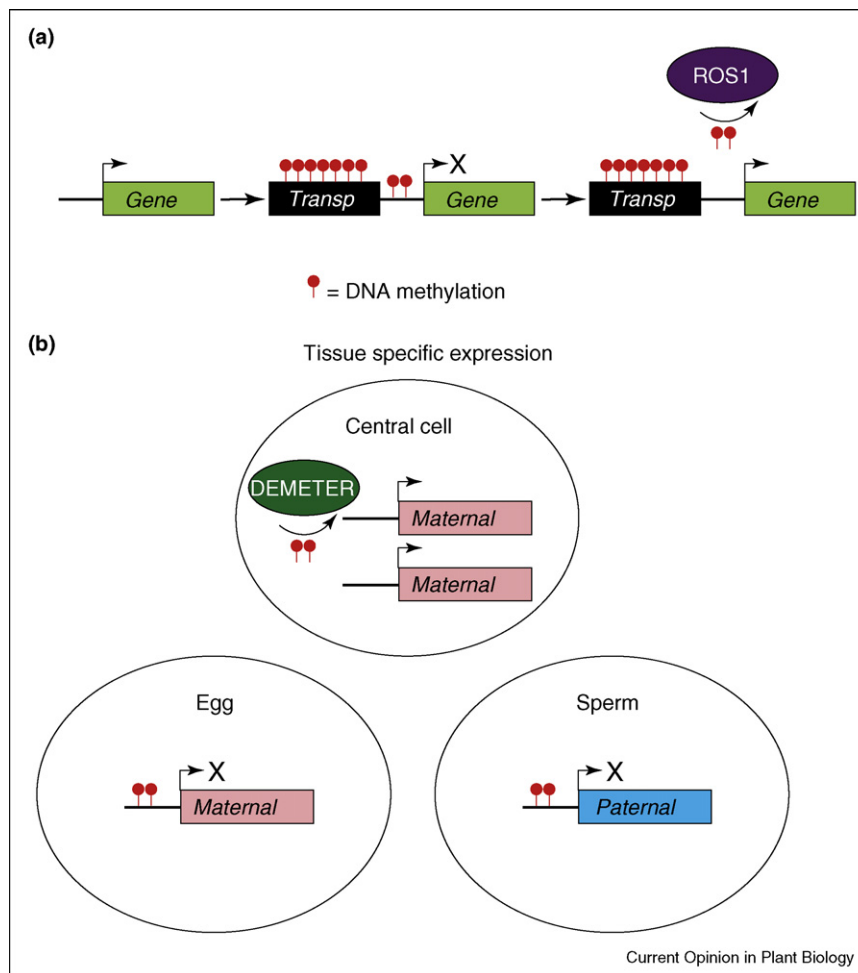 (a)
ROS1
X
Gene
Transp
Gene
Transp
Gene
= DNA methylation
(b)
Tissue specific expression
Central cell
DEMETER
Maternal
Maternal
Egg
X
Maternal
Sperm
X
Paternal
Current Opinion in Plant Biology